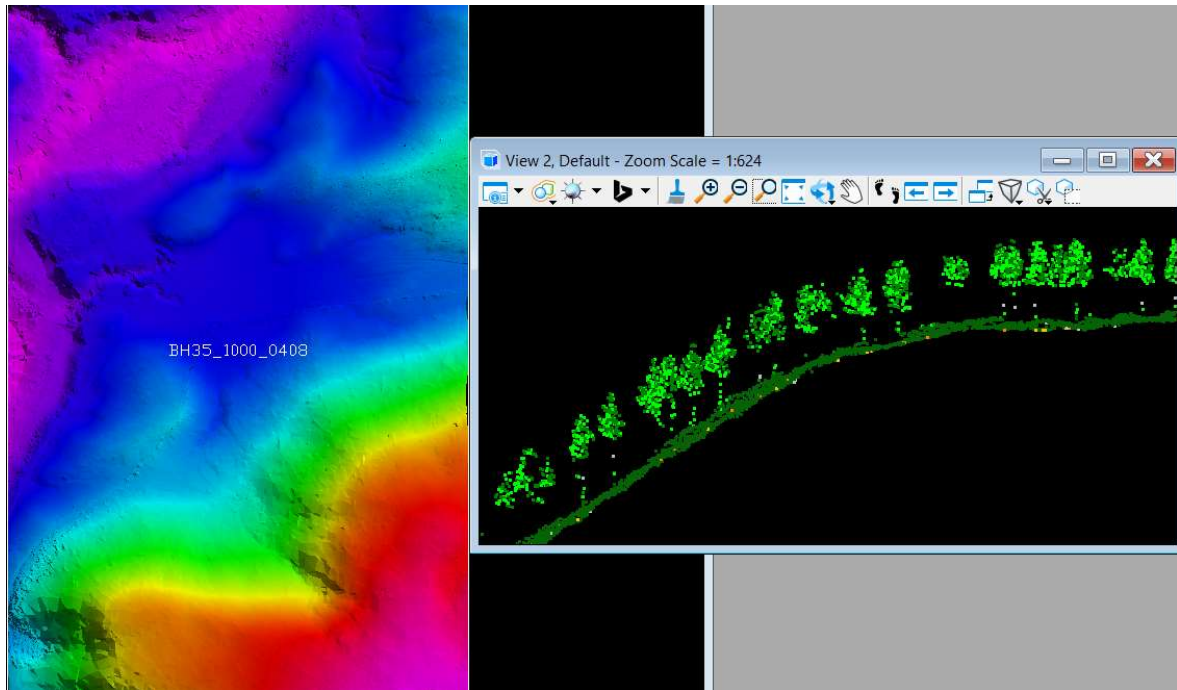 View 2, Default - Zoom Scale = 1:624
BH35_1000_0408